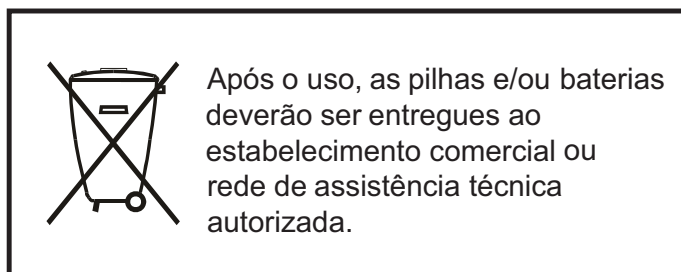 Após o uso, as pilhas e/ou baterias
deverão ser entregues ao
estabelecimento comercial ou
rede de assistência técnica
autorizada.